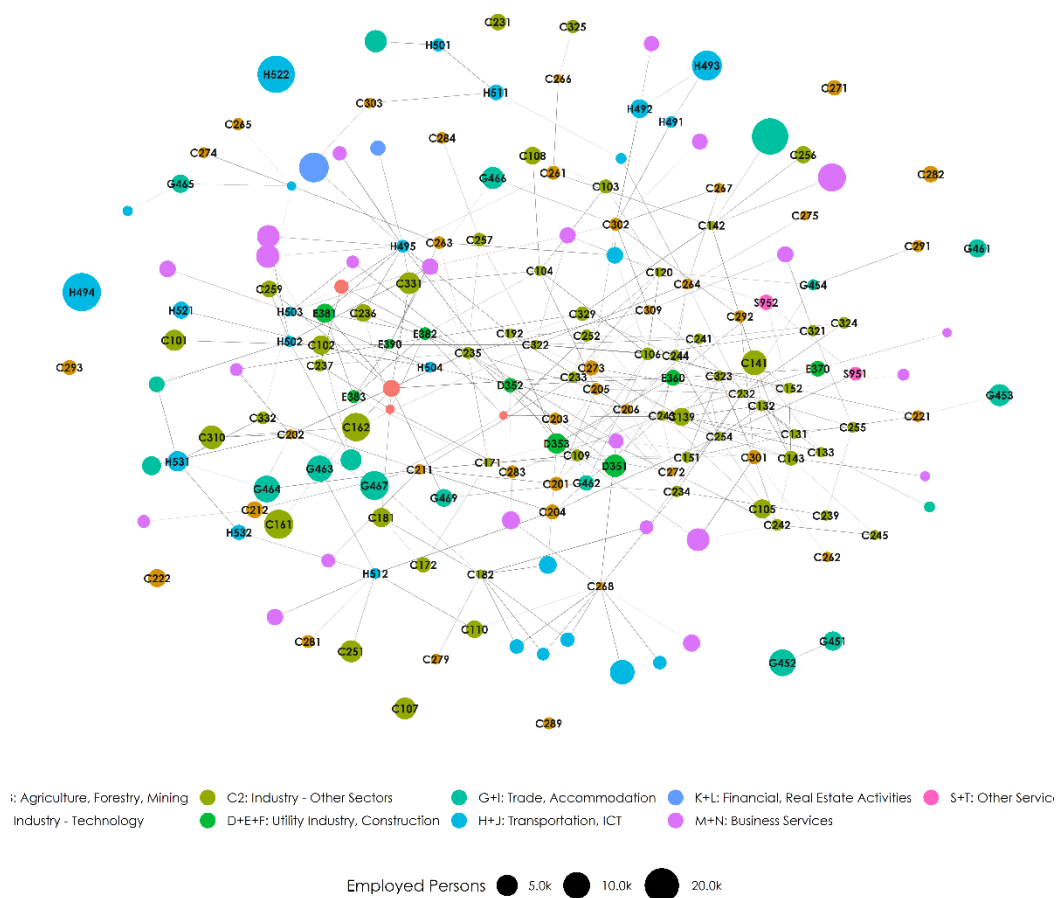 C231
C325
H501
H522
C266
H493
H511
C271
C303
H492
H491
C265
C284
C274
C108
C256
C261
C282
G465
G466
C103
C267
C275
C302
C142
H495
C263
C257
C291
G461
C104
C120
H494
C259
C331
C264
G454
S952
H503
E381
C236
C309
C292
C329
C324
H521
E382
C192
C252
C321
C101
H502
C102
E390
C322
C241
C235
C106
C244
C141
C293
C237
H504
C273
E370
C233
E360
C323
S951
D352
C205
C152
E383
C232
G453
C206
C132
C332
C162
C203
C243
C139
C221
C310
C202
C254
C131
C255
D353
C133
H531
G463
C211
C171
C109
C151
C301
C143
D351
G464
G467
C283
C272
C201
G462
C234
G469
C212
C204
C105
C161
C181
C239
C242
H532
C245
C262
C172
H512
C182
C222
C268
C110
C281
C251
C279
G451
G452
C107
C289
: Agriculture, Forestry, Mining C2: Industry - Other Sectors G+I: Trade, Accommodation K+L: Financial, Real Estate Activities S+T: Other Servic
Industry - Technology D+E+F: Utility Industry, Construction H+J: Transportation, ICT M+N: Business Services
Employed Persons 5.0k 10.0k 20.0k